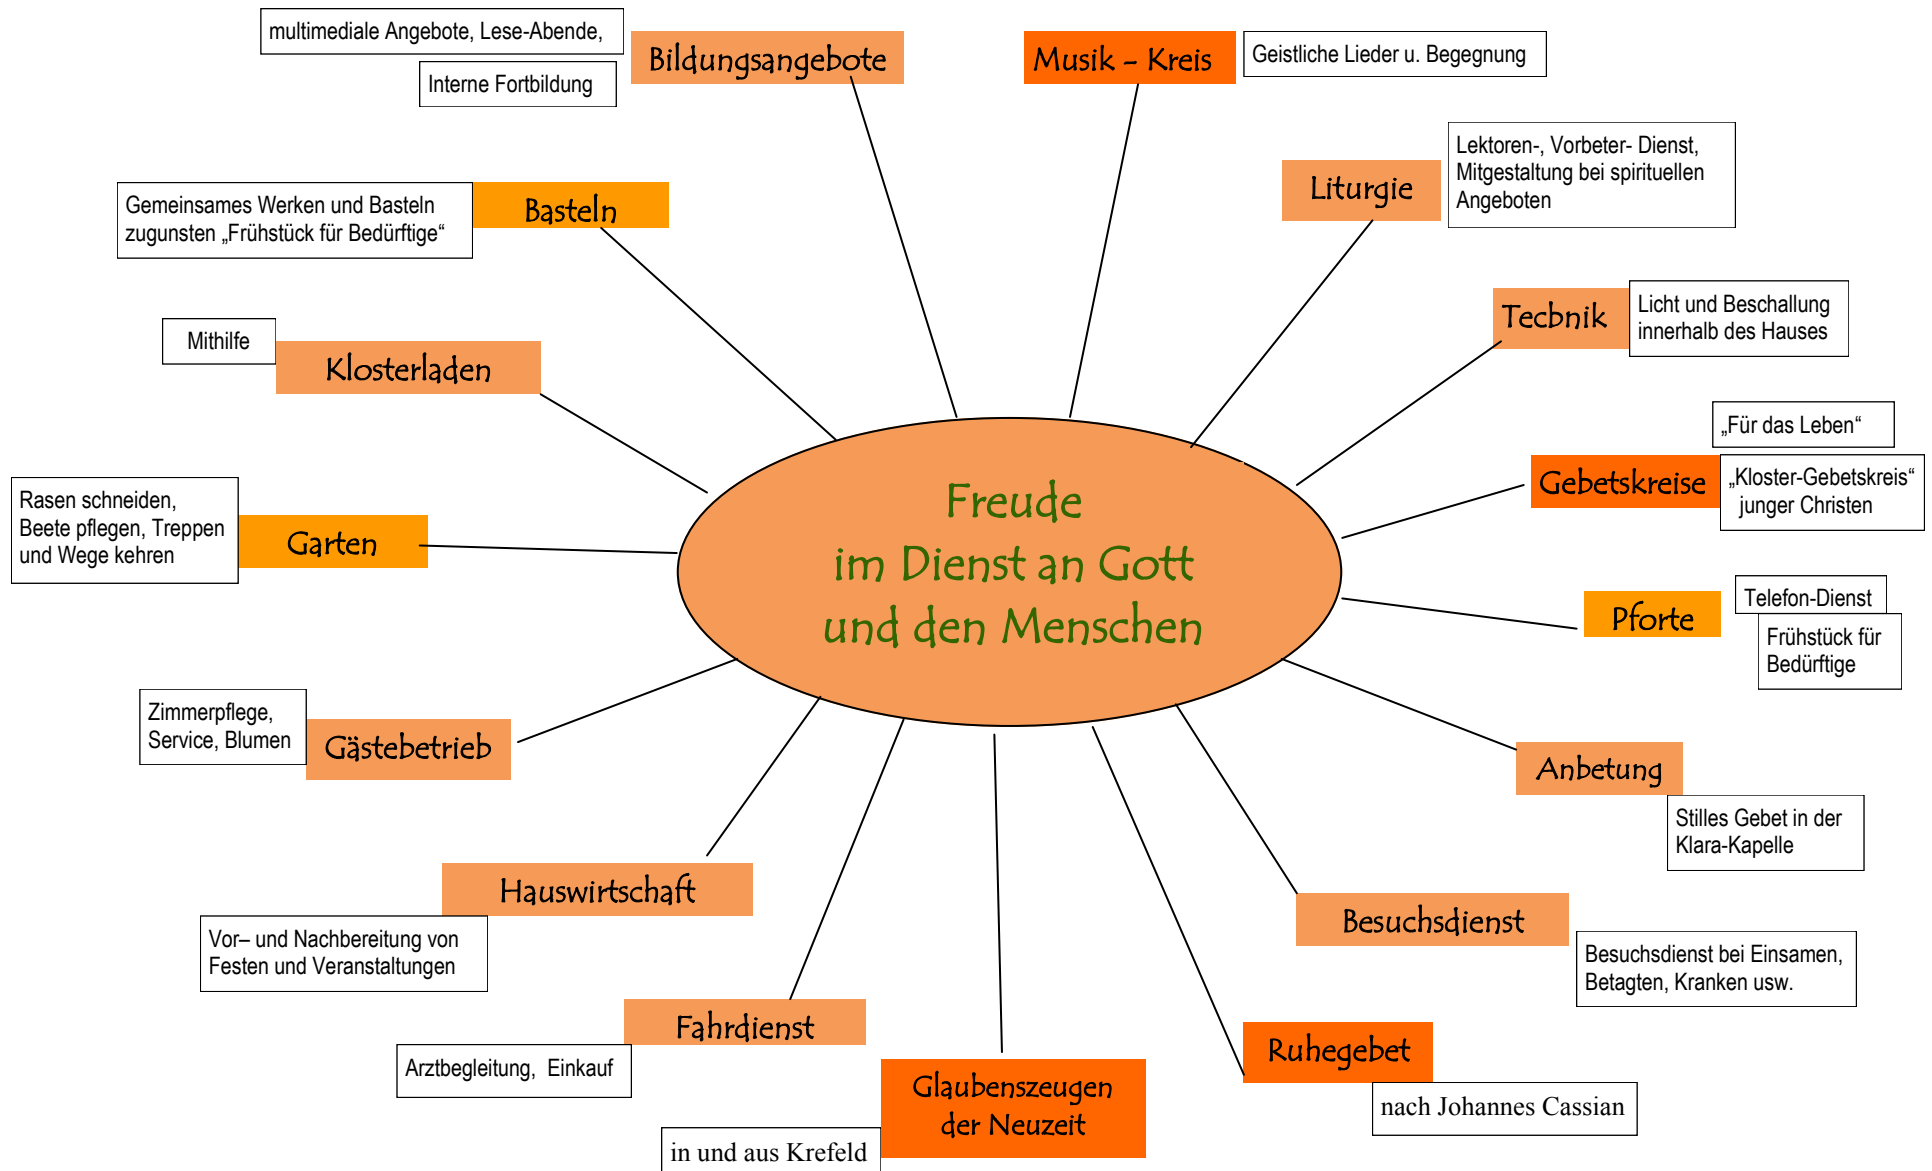 multimediale Angebote, Lese-Abende,
Interne Fortbildung
Bildungsangebote
Musik - Kreis
Geistliche Lieder u. Begegnung
Liturgie
Lektoren-, Vorbeter- Dienst,
Mitgestaltung bei spirituellen
Angeboten
Gemeinsames Werken und Basteln
zugunsten „Frühstück für Bedürftige“
Basteln
Technik
Licht und Beschallung
innerhalb des Hauses
Mithilfe
Klosterladen
„Für das Leben“
Gebetskreise
„Kloster-Gebetskreis“
junger Christen
Rasen schneiden,
Beete pflegen, Treppen
und Wege kehren
Garten
Freude
im Dienst an Gott
und den Menschen
Pforte
Telefon-Dienst
Frühstück für
Bedürftige
Zimmerpflege,
Service, Blumen
Gästebetrieb
Anbetung
Stilles Gebet in der
Klara-Kapelle
Hauswirtschaft
Vor– und Nachbereitung von
Festen und Veranstaltungen
Besuchsdienst
Besuchsdienst bei Einsamen,
Betagten, Kranken usw.
Fahrdienst
Arztbegleitung, Einkauf
Ruhegebet
nach Johannes Cassian
Glaubenszeugen
der Neuzeit
in und aus Krefeld